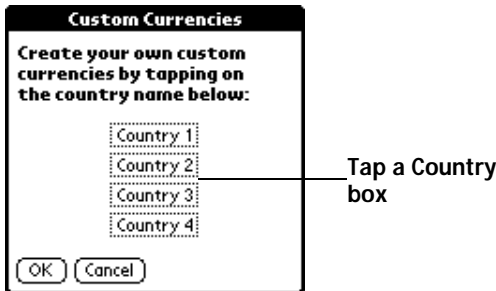 Custom Currencies
Create your own custom
currencies by tapping on
the country name below:
Country 1
Country 2
Country 3
Country 4
Tap a Country
box
OK
Cancel